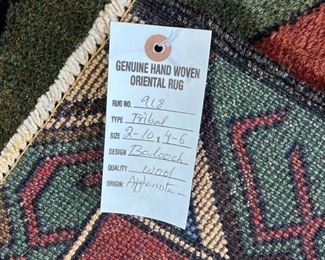 GENUINE HAND WOVEN
ORIENTAL RUG
RUG NO. 918
TYPE Tribal
SIZE 2-10 x 4-6
DESIGN Balooch
QUALITY Wool
ORIGIN: Afghanista-